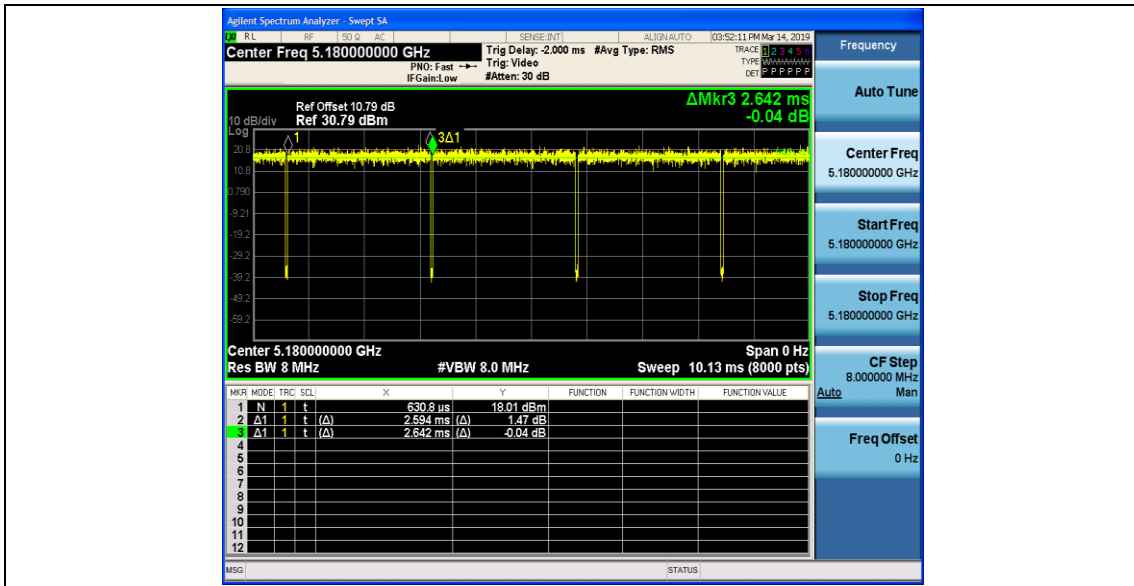 Agilent Spectrum Analyzer - Swept SA
RL RF 50 Ω AC SENSE:INT ALIGN AUTO 03:52:11 PM Mar 14, 2019
Center Freq 5.180000000 GHz
PNO: Fast
IFGain:Low
Trig Delay: -2.000 ms #Avg Type: RMS
Trig: Video
#Atten: 30 dB
TRACE 1 2 3 4 5 6
TYPE
DET P P P P P P
Ref Offset 10.79 dB
10 dB/div Ref 30.79 dBm
Log
ΔMkr3 2.642 ms
-0.04 dB
1
3Δ1
20.8
10.8
0.790
-9.21
-19.2
-29.2
-39.2
-49.2
-59.2
Center 5.180000000 GHz Span 0 Hz
Res BW 8 MHz #VBW 8.0 MHz Sweep 10.13 ms (8000 pts)
MKR MODE TRC SCL X Y FUNCTION FUNCTION WIDTH FUNCTION VALUE
1 N 1 t 630.8 µs 18.01 dBm
2 Δ1 1 t (Δ) 2.594 ms (Δ) 1.47 dB
3 Δ1 1 t (Δ) 2.642 ms (Δ) -0.04 dB
4
5
6
7
8
9
10
11
12
MSG STATUS
Frequency
Auto Tune
Center Freq
5.180000000 GHz
Start Freq
5.180000000 GHz
Stop Freq
5.180000000 GHz
CF Step
8.000000 MHz
Auto Man
Freq Offset
0 Hz